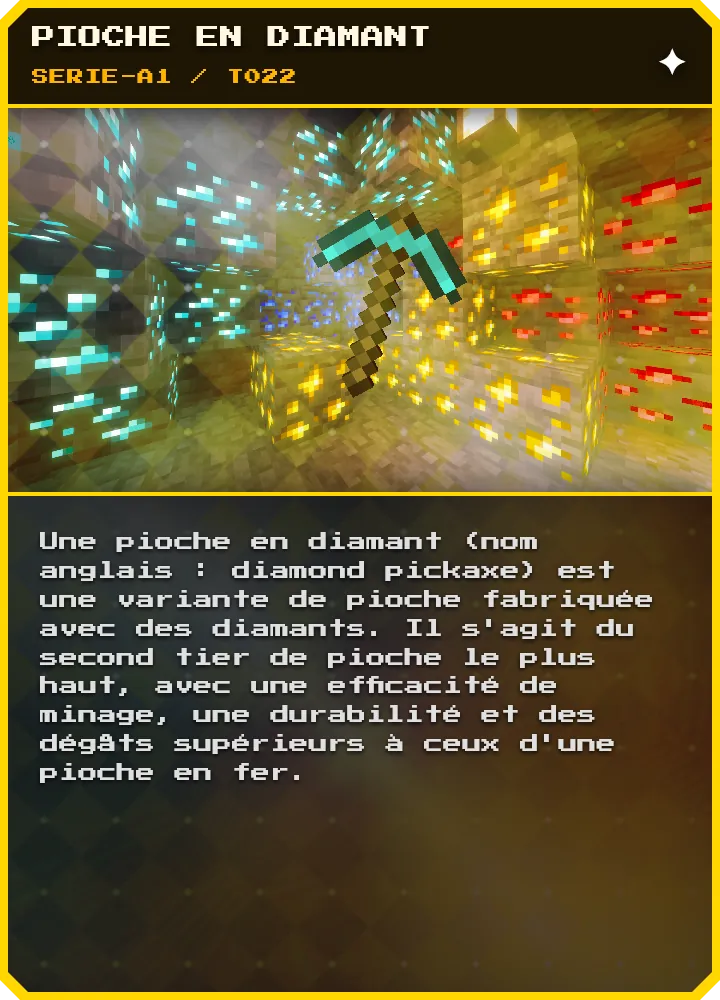 PIOCHE EN DIAMANT
SERIE-A1 / T022
Une pioche en diamant (nom
anglais : diamond pickaxe) est
une variante de pioche fabriquée
avec des diamants. Il s'agit du
second tier de pioche le plus
haut, avec une efficacité de
minage, une durabilité et des
dégâts supérieurs à ceux d'une
pioche en fer.